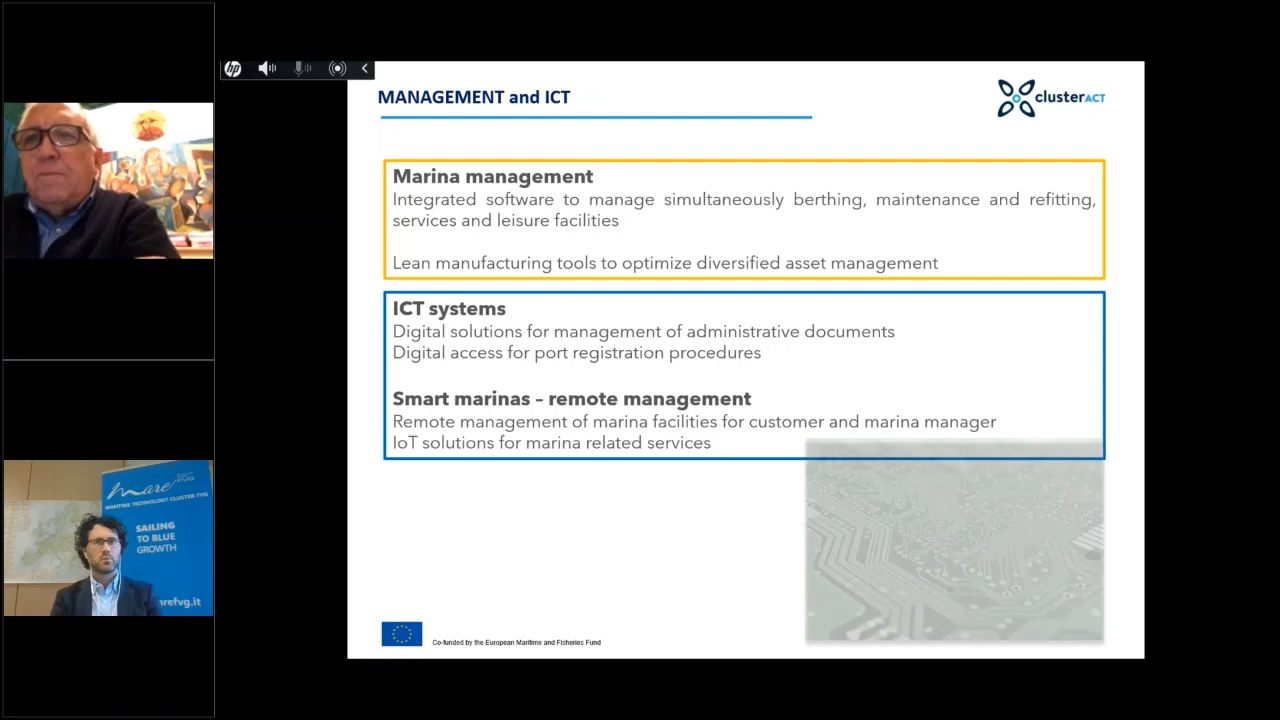 hp
MANAGEMENT and ICT
clusterACT
Marina management
Integrated software to manage simultaneously berthing, maintenance and refitting,
services and leisure facilities
Lean manufacturing tools to optimize diversified asset management
ICT systems
Digital solutions for management of administrative documents
Digital access for port registration procedures
Smart marinas – remote management
Remote management of marina facilities for customer and marina manager
IoT solutions for marina related services
Co-funded by the European Maritime and Fisheries Fund
mare
FVG
MARITIME TECHNOLOGY CLUSTER FVG
SAILING
TO BLUE
GROWTH
arefvg.it